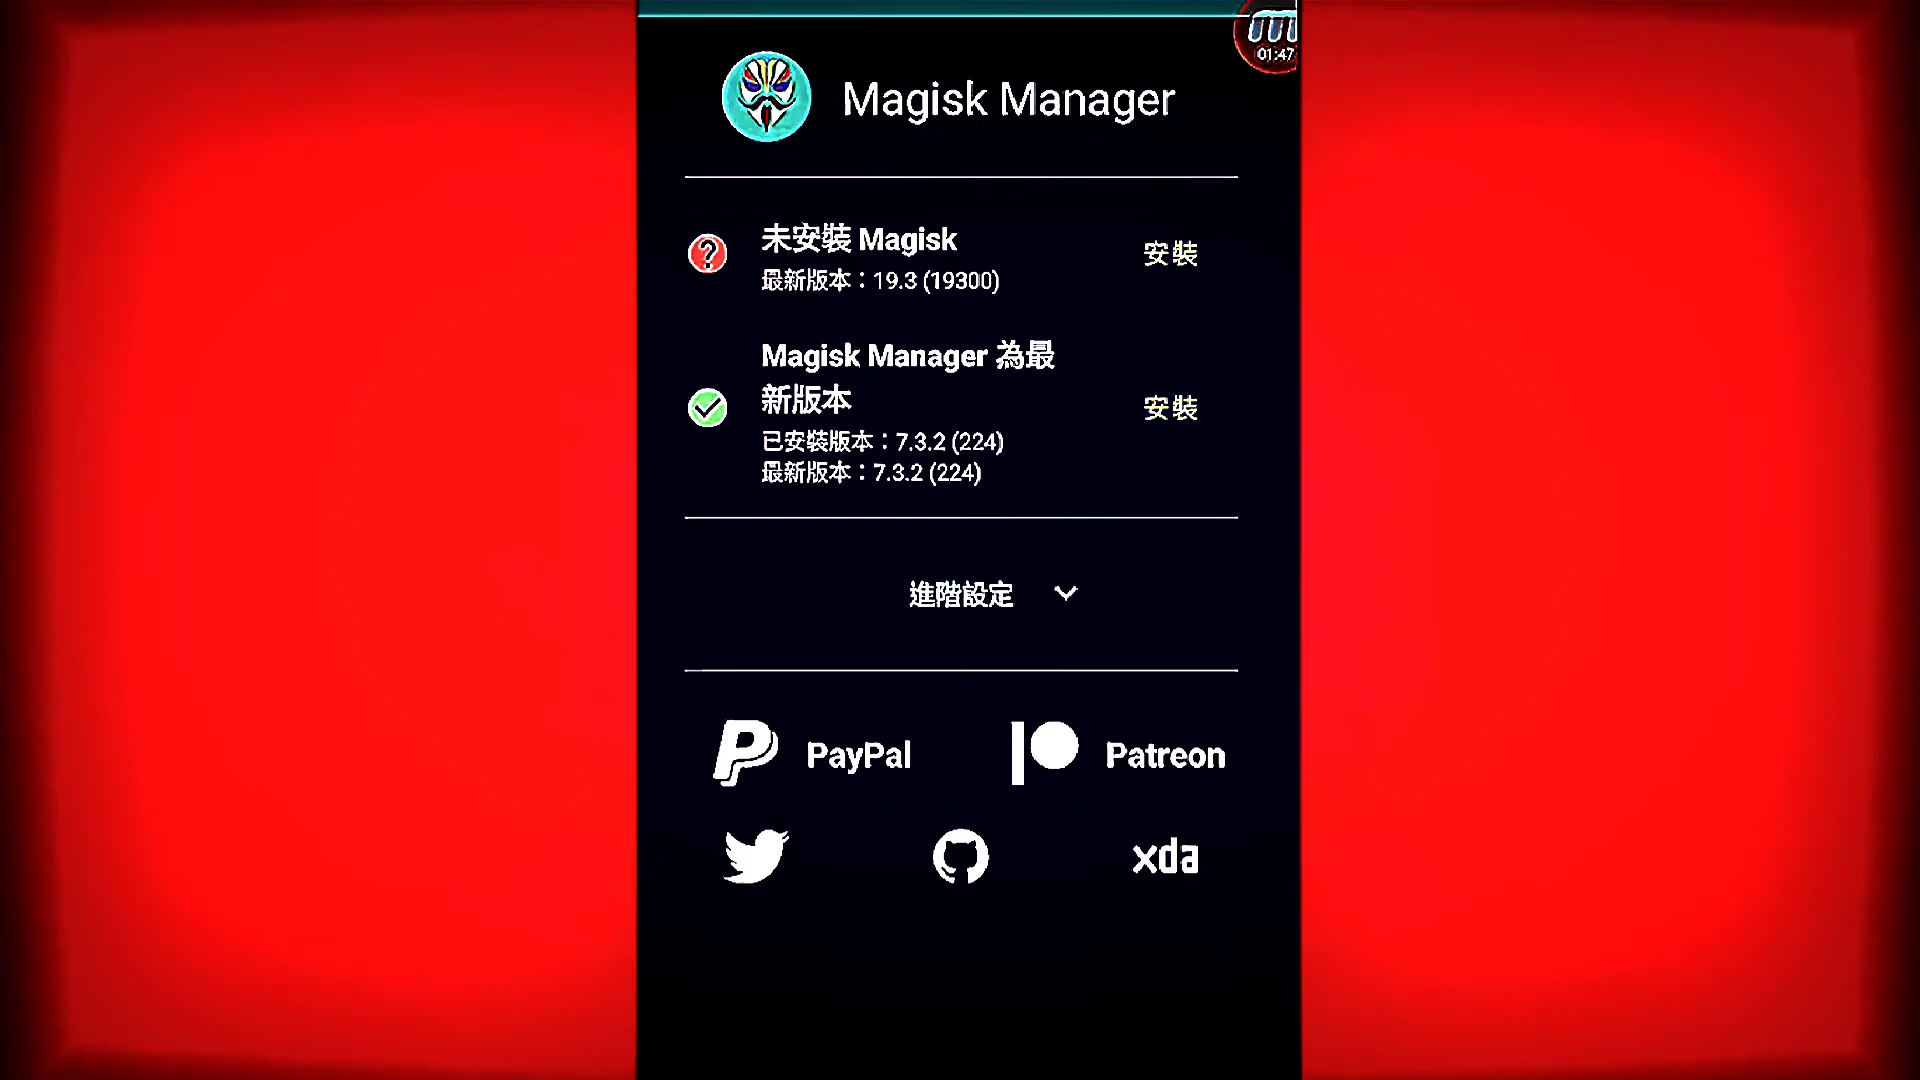 01:47
Magisk Manager
未安裝 Magisk
安裝
最新版本：19.3 (19300)
Magisk Manager 為最
新版本
安裝
已安裝版本：7.3.2 (224)
最新版本：7.3.2 (224)
進階設定
PayPal
Patreon
xda